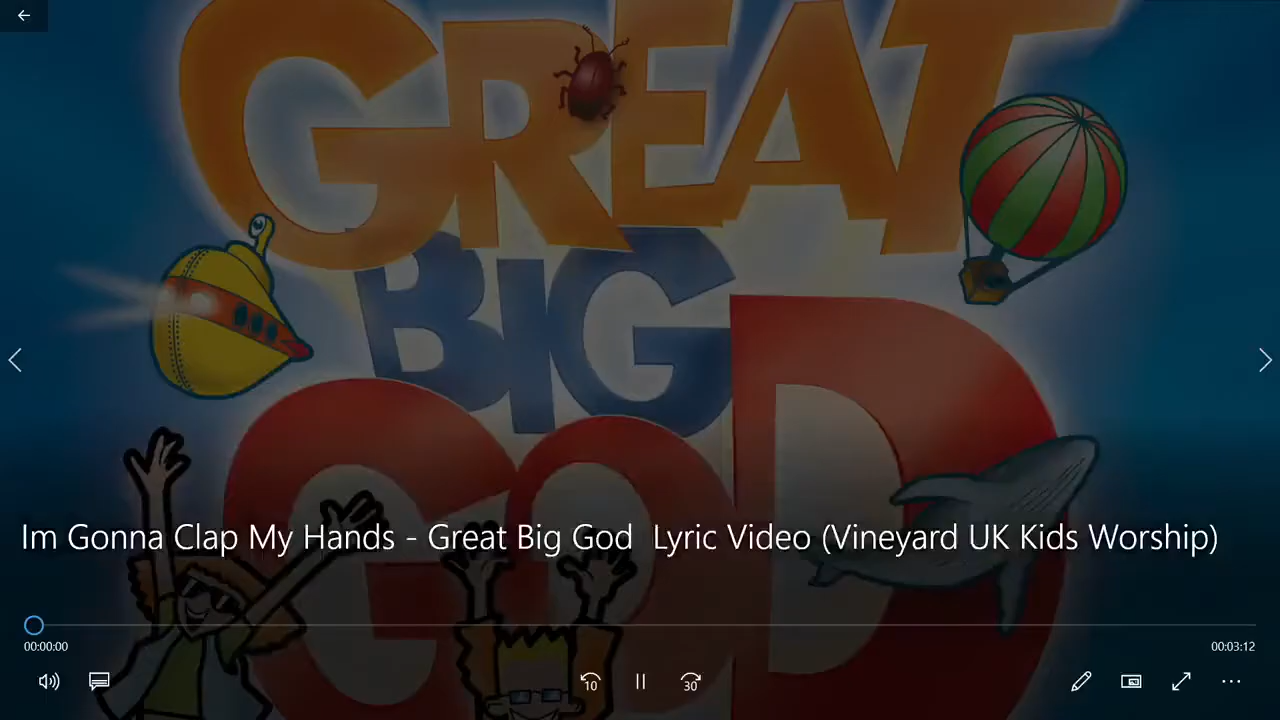 GREAT
BIG
GOD
Im Gonna Clap My Hands - Great Big God  Lyric Video (Vineyard UK Kids Worship)
00:00:00
00:03:12
10
30